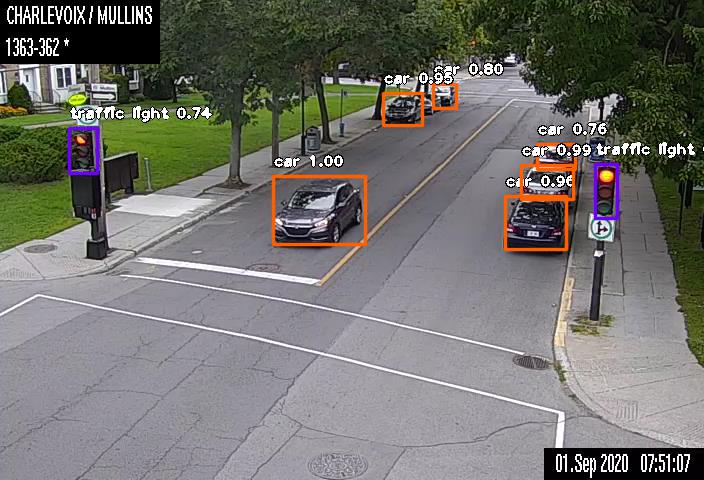 CHARLEVOIX / MULLINS
1363-362 *
car 0.95
car 0.80
traffic light 0.74
car 0.76
car 0.99
traffic light
car 1.00
car 0.96
01.Sep 2020 07:51:07